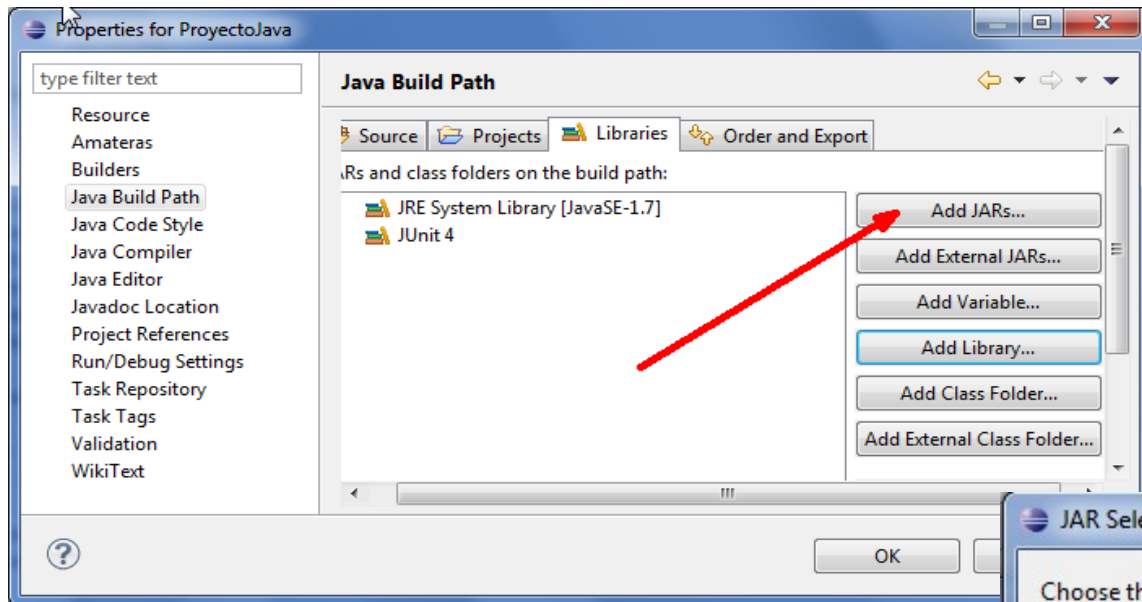 Properties for ProyectoJava
type filter text
Resource
Amateras
Builders
Java Build Path
Java Code Style
Java Compiler
Java Editor
Javadoc Location
Project References
Run/Debug Settings
Task Repository
Task Tags
Validation
WikiText
Java Build Path
Source Projects Libraries Order and Export
ARs and class folders on the build path:
JRE System Library [JavaSE-1.7]
JUnit 4
Add JARs...
Add External JARs...
Add Variable...
Add Library...
Add Class Folder...
Add External Class Folder...
?
OK
JAR Sele
Choose th